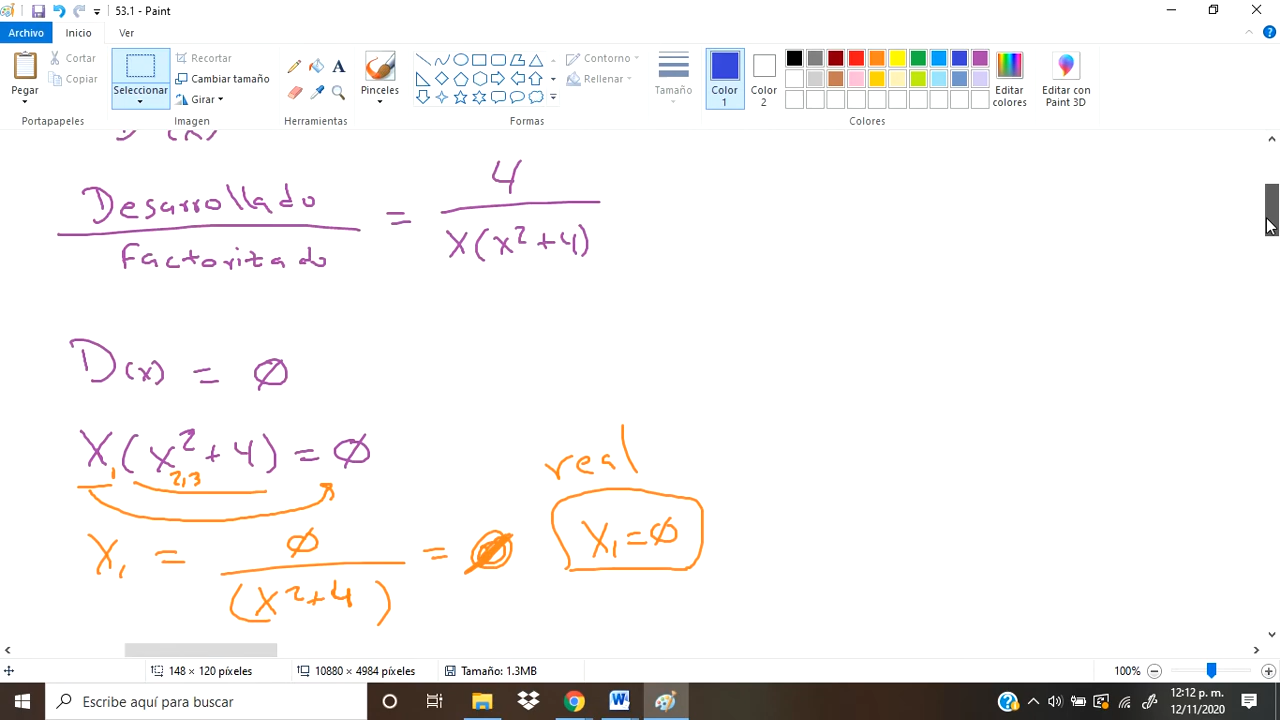 53.1 - Paint
Archivo Inicio Ver
Pegar Cortar Copiar Seleccionar Recortar Cambiar tamaño Girar A Pinceles Contorno Rellenar Tamaño Color 1 Color 2 Editar colores Editar con Paint 3D
Portapapeles Imagen Herramientas Formas Colores
D (x)
Desarrollado / Factorizado = 4 / X(x²+4)
D(x) = ∅
X₁(x²+4)₂,₃ = ∅
real
X₁ = ∅ / (x²+4) = ∅
X₁=∅
148 × 120 píxeles 10880 × 4984 píxeles Tamaño: 1.3MB 100%
Escribe aquí para buscar
12:12 p. m.
12/11/2020